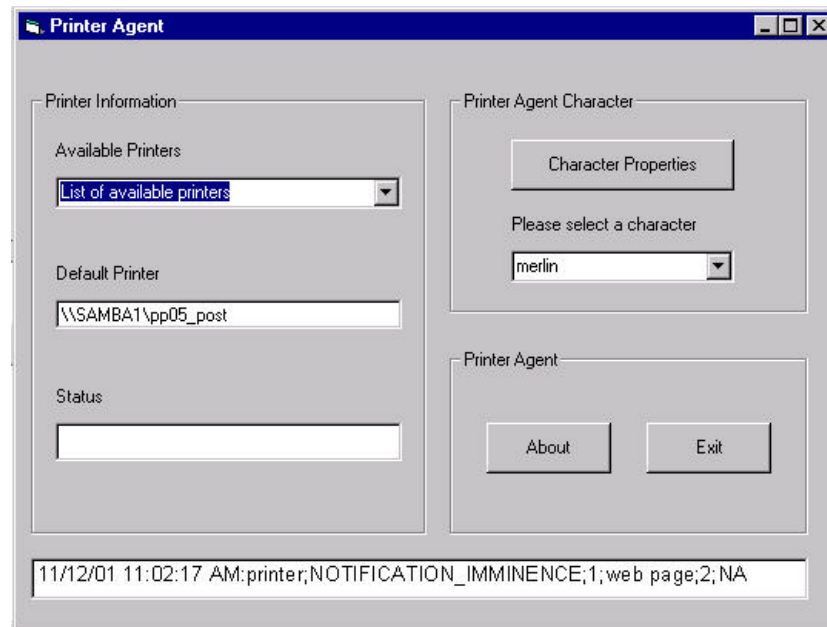 Printer Agent
Printer Information
Available Printers
List of available printers
Default Printer
\\SAMBA1\pp05_post
Status
Printer Agent Character
Character Properties
Please select a character
merlin
Printer Agent
About
Exit
11/12/01 11:02:17 AM:printer;NOTIFICATION_IMMINENCE;1;web page;2;NA